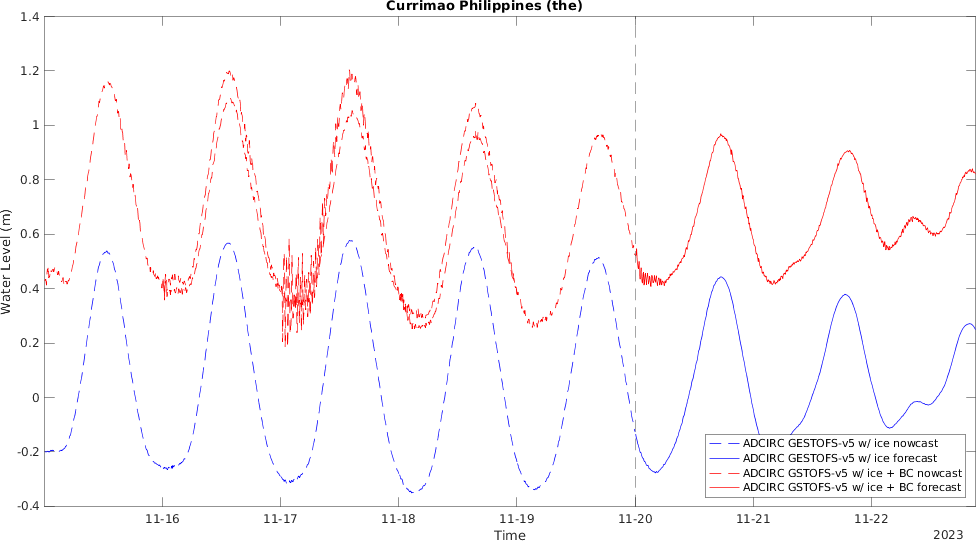 Currimao Philippines (the)
1.4
1.2
1
0.8
0.6
0.4
0.2
0
-0.2
-0.4
Water Level (m)
11-16
11-17
11-18
11-19
11-20
11-21
11-22
Time
2023
ADCIRC GESTOFS-v5 w/ ice nowcast
ADCIRC GESTOFS-v5 w/ ice forecast
ADCIRC GSTOFS-v5 w/ ice + BC nowcast
ADCIRC GSTOFS-v5 w/ ice + BC forecast